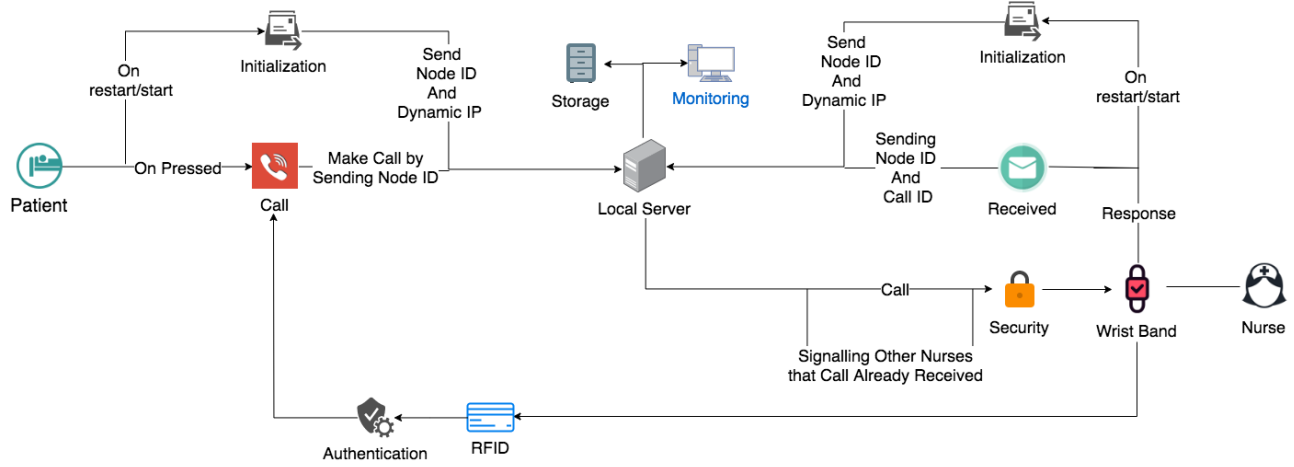 On
restart/start
Initialization
Send
Node ID
And
Dynamic IP
Patient
On Pressed
Call
Make Call by
Sending Node ID
Storage
Monitoring
Local Server
Send
Node ID
And
Dynamic IP
Initialization
On
restart/start
Sending
Node ID
And
Call ID
Received
Response
Call
Security
Wrist Band
Nurse
Signalling Other Nurses
that Call Already Received
Authentication
RFID